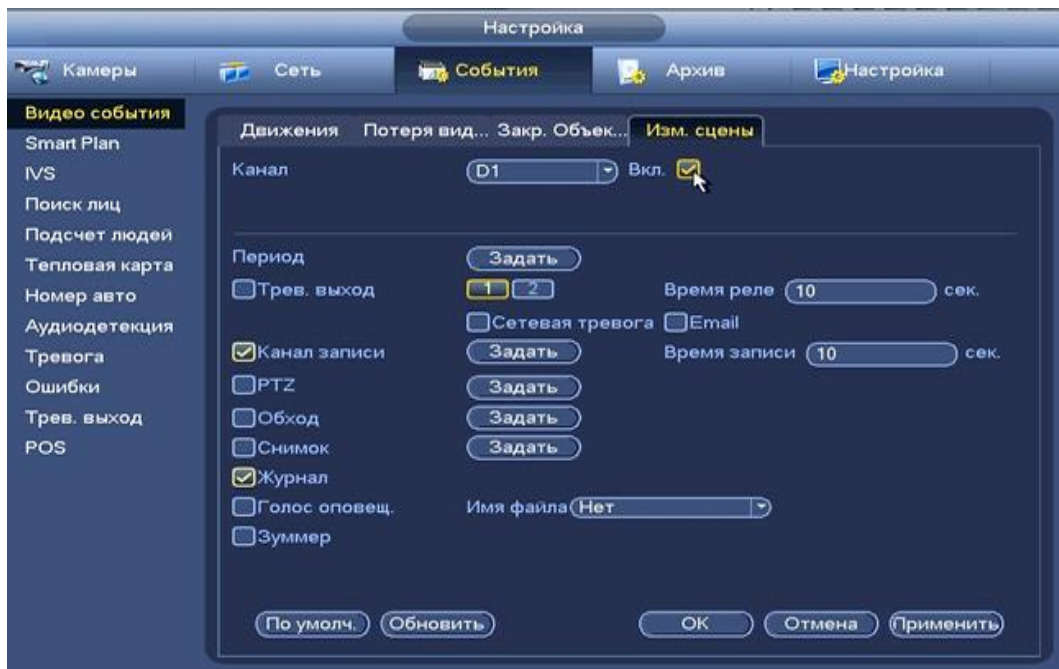 Настройка
Камеры Сеть События Архив Настройка
Видео события
Smart Plan
IVS
Поиск лиц
Подсчет людей
Тепловая карта
Номер авто
Аудиодетекция
Тревога
Ошибки
Трев. выход
POS
Движения Потеря вид... Закр. Объек... Изм. сцены
Канал D1 Вкл.
Период Задать
Трев. выход 1 2 Время реле 10 сек.
Сетевая тревога Email
Канал записи Задать Время записи 10 сек.
PTZ Задать
Обход Задать
Снимок Задать
Журнал
Голос оповещ. Имя файла Нет
Зуммер
По умолч. Обновить ОК Отмена Применить